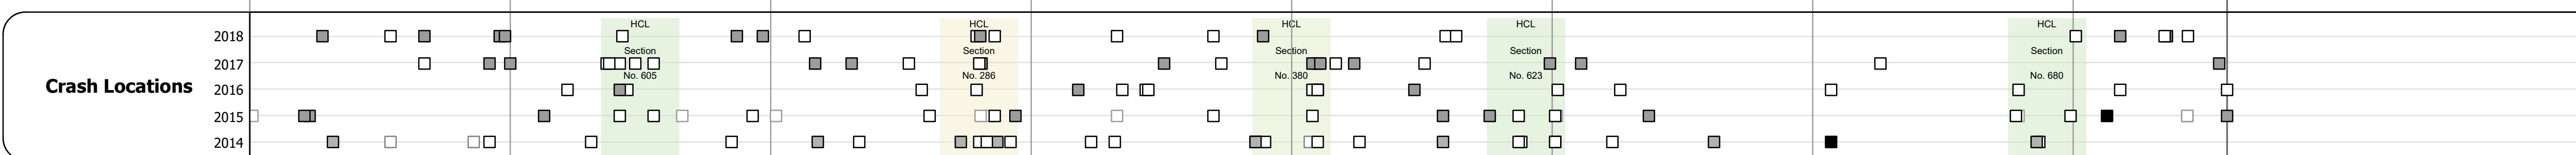 Crash Locations
2018
2017
2016
2015
2014
HCL
Section
No. 605
HCL
Section
No. 286
HCL
Section
No. 380
HCL
Section
No. 623
HCL
Section
No. 680